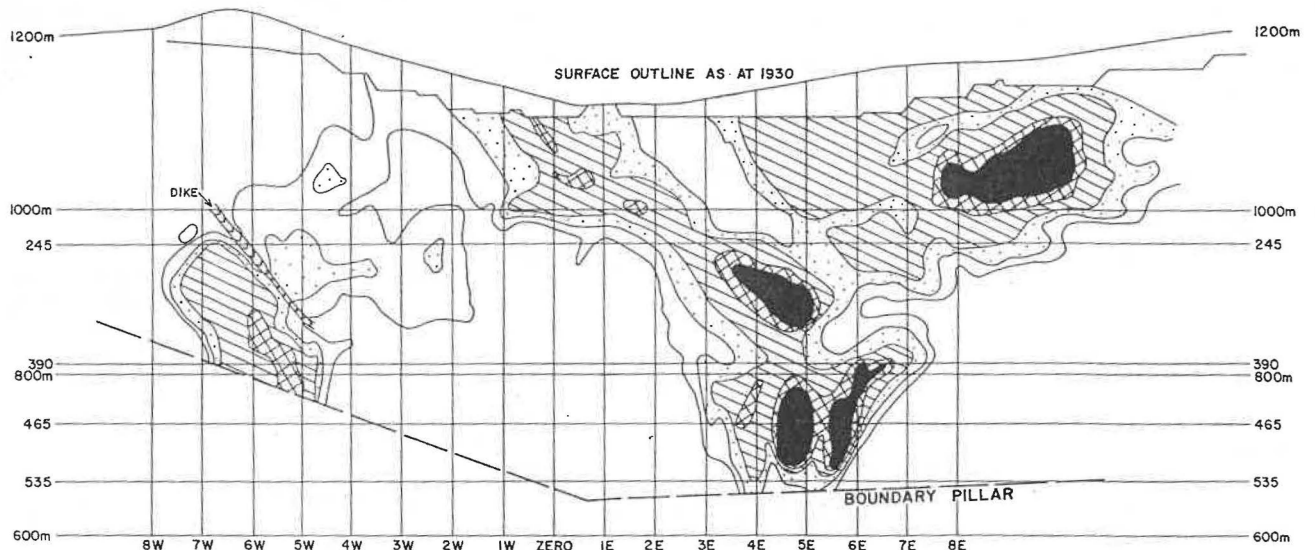 1200m 1200m
SURFACE OUTLINE AS AT 1930
DIKE
1000m 1000m
245 245
390 390
800m 800m
465 465
535 535
BOUNDARY PILLAR
600m 8W 7W 6W 5W 4W 3W 2W 1W ZERO 1E 2E 3E 4E 5E 6E 7E 8E 600m